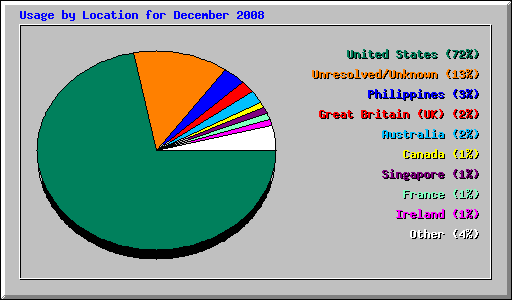 Usage by Location for December 2008
United States (72%)
Unresolved/Unknown (13%)
Philippines (3%)
Great Britain (UK) (2%)
Australia (2%)
Canada (1%)
Singapore (1%)
France (1%)
Ireland (1%)
Other (4%)